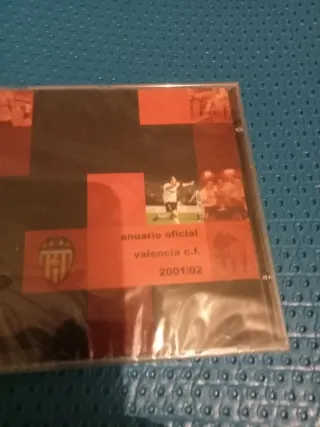 anuario oficial
valencia c.f.
2001/02